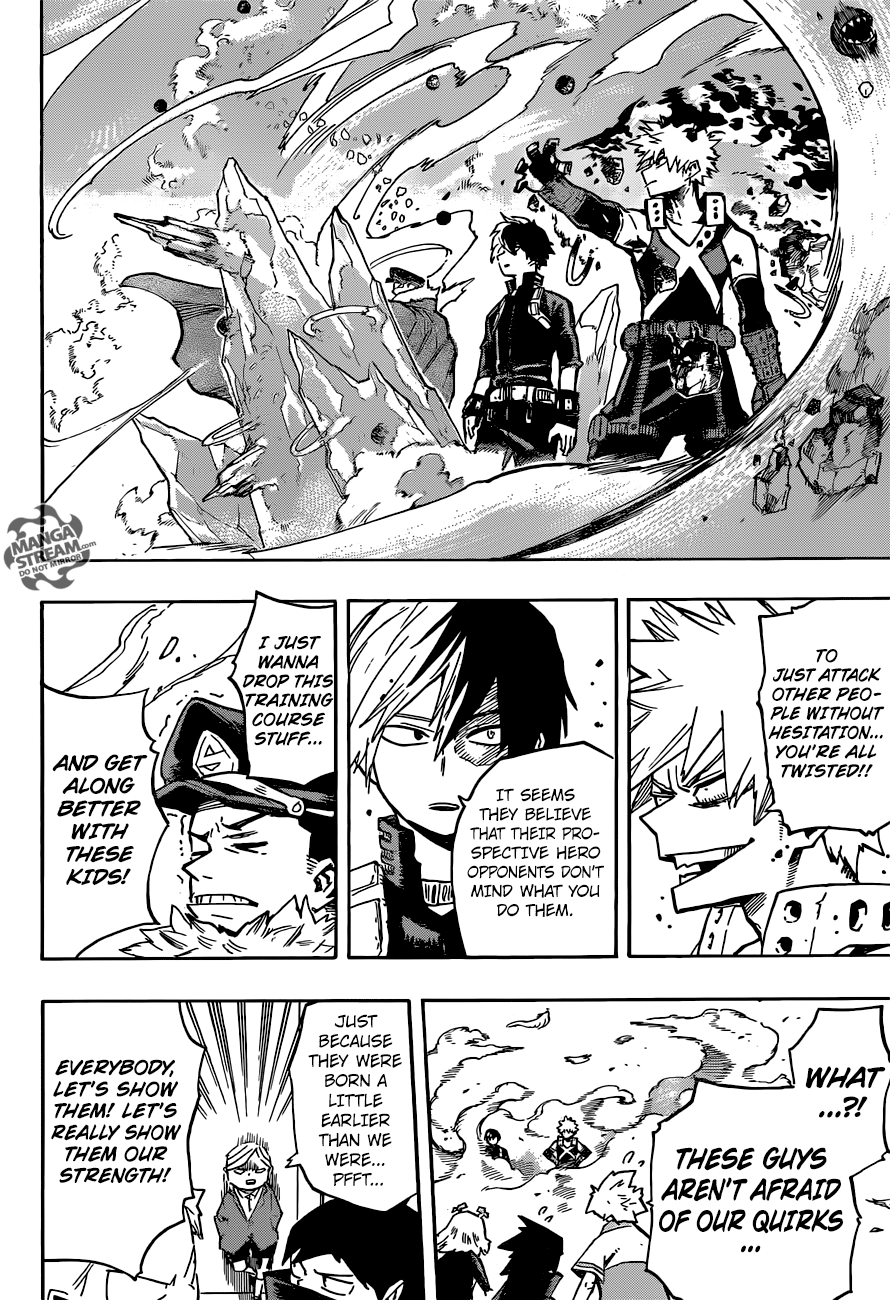 MANGA
STREAM.com
DO NOT MIRROR
TO
JUST ATTACK
OTHER PEO-
PLE WITHOUT
HESITATION...
YOU'RE ALL
TWISTED!!
IT SEEMS
THEY BELIEVE
THAT THEIR PRO-
SPECTIVE HERO
OPPONENTS DON'T
MIND WHAT YOU
DO THEM.
I JUST
WANNA
DROP THIS
TRAINING
COURSE
STUFF...
AND GET
ALONG
BETTER
WITH
THESE
KIDS!
WHAT
...?!
THESE GUYS
AREN'T AFRAID
OF OUR QUIRKS
...
JUST
BECAUSE
THEY WERE
BORN A
LITTLE
EARLIER
THAN WE
WERE...
PFFT...
EVERYBODY,
LET'S SHOW
THEM! LET'S
REALLY SHOW
THEM OUR
STRENGTH!